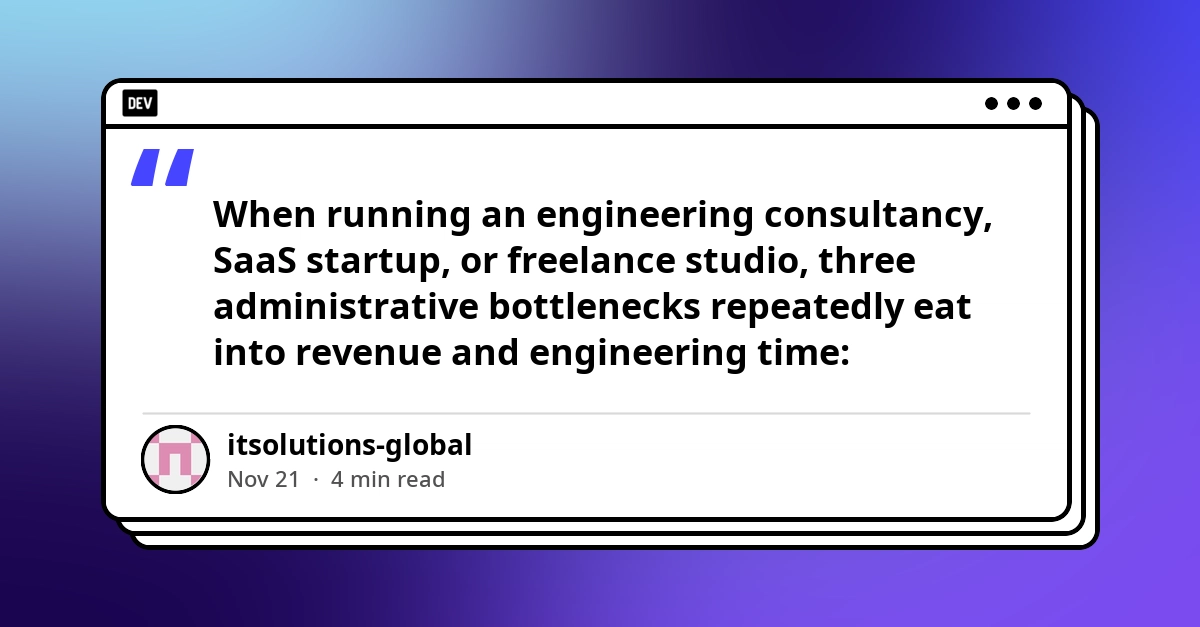 DEV
When running an engineering consultancy,
SaaS startup, or freelance studio, three
administrative bottlenecks repeatedly eat
into revenue and engineering time:
itsolutions-global
Nov 21 · 4 min read